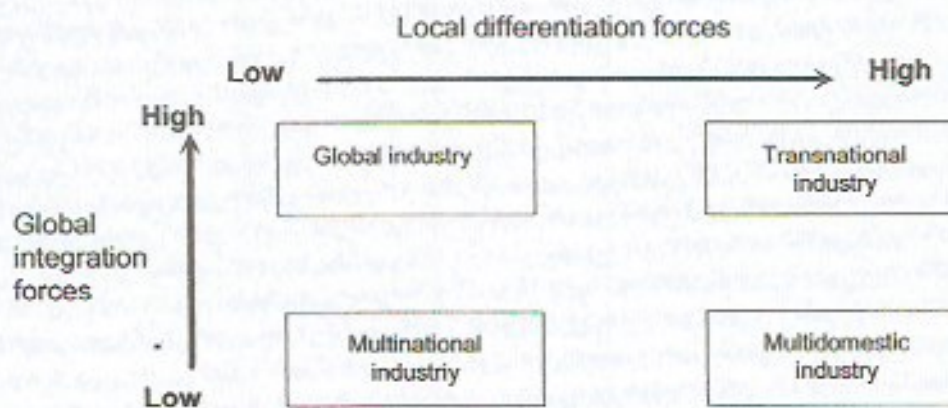 Local differentiation forces
Low
High
High
Global industry
Transnational
industry
Global
integration
forces
Multinational
industriy
Multidomestic
industry
Low